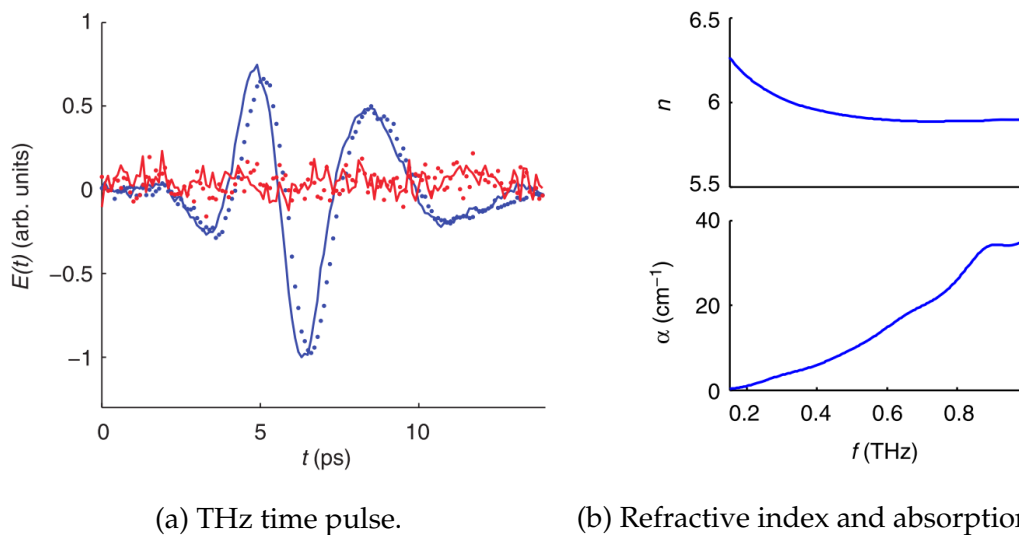 1
0.5
0
−0.5
−1
E(t) (arb. units)
0 5 10
t (ps)
(a) THz time pulse.
6.5
6
5.5
n
40
20
0
α (cm⁻¹)
0.2 0.4 0.6 0.8
f (THz)
(b) Refractive index and absorption